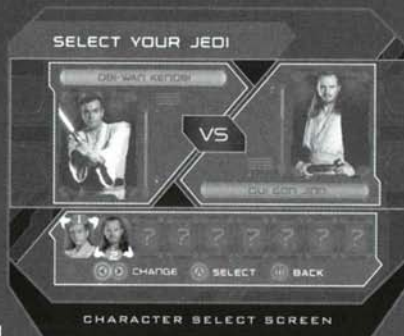 SELECT YOUR JEDI
OBI-WAN KENOBI
VS
QUI GON JINN
? ? ? ? ? ? ?
CHANGE A SELECT B BACK
CHARACTER SELECT SCREEN